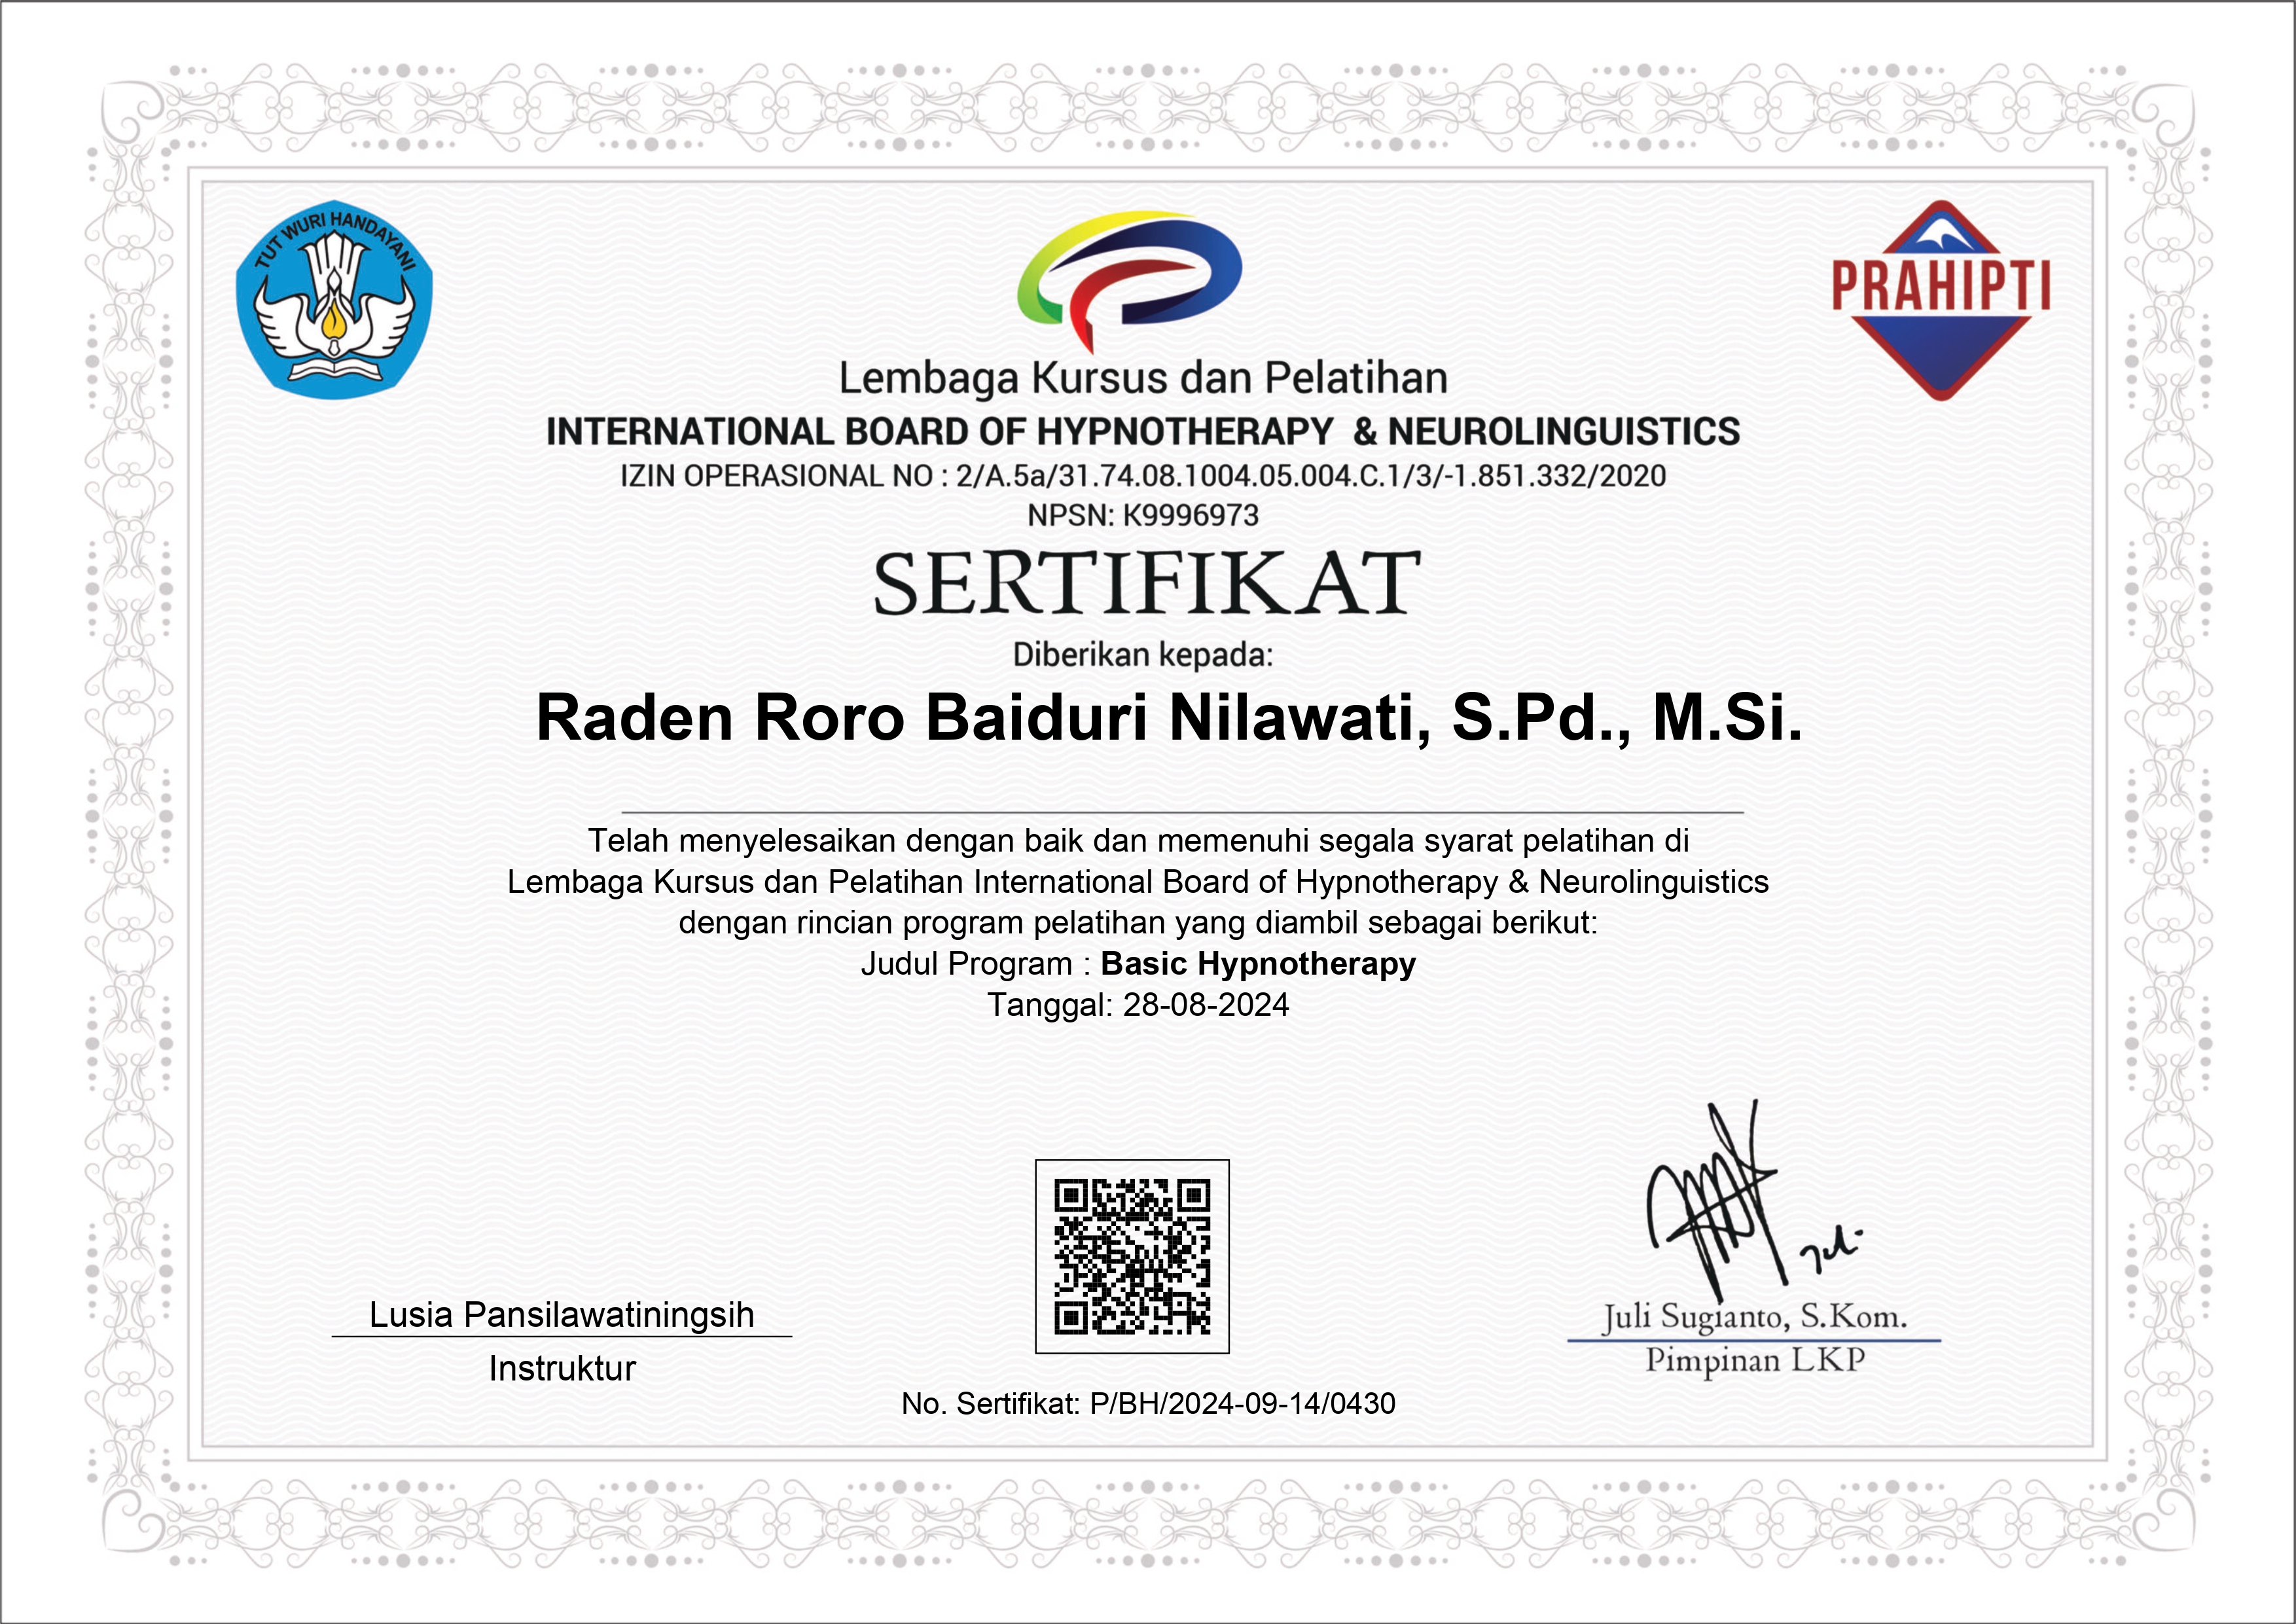 TUT WURI HANDAYANI
PRAHIPTI
Lembaga Kursus dan Pelatihan
INTERNATIONAL BOARD OF HYPNOTHERAPY & NEUROLINGUISTICS
IZIN OPERASIONAL NO : 2/A.5a/31.74.08.1004.05.004.C.1/3/-1.851.332/2020
NPSN: K9996973
SERTIFIKAT
Diberikan kepada:
Raden Roro Baiduri Nilawati, S.Pd., M.Si.
Telah menyelesaikan dengan baik dan memenuhi segala syarat pelatihan di
Lembaga Kursus dan Pelatihan International Board of Hypnotherapy & Neurolinguistics
dengan rincian program pelatihan yang diambil sebagai berikut:
Judul Program : Basic Hypnotherapy
Tanggal: 28-08-2024
Lusia Pansilawatiningsih
Instruktur
Juli Sugianto, S.Kom.
Pimpinan LKP
No. Sertifikat: P/BH/2024-09-14/0430